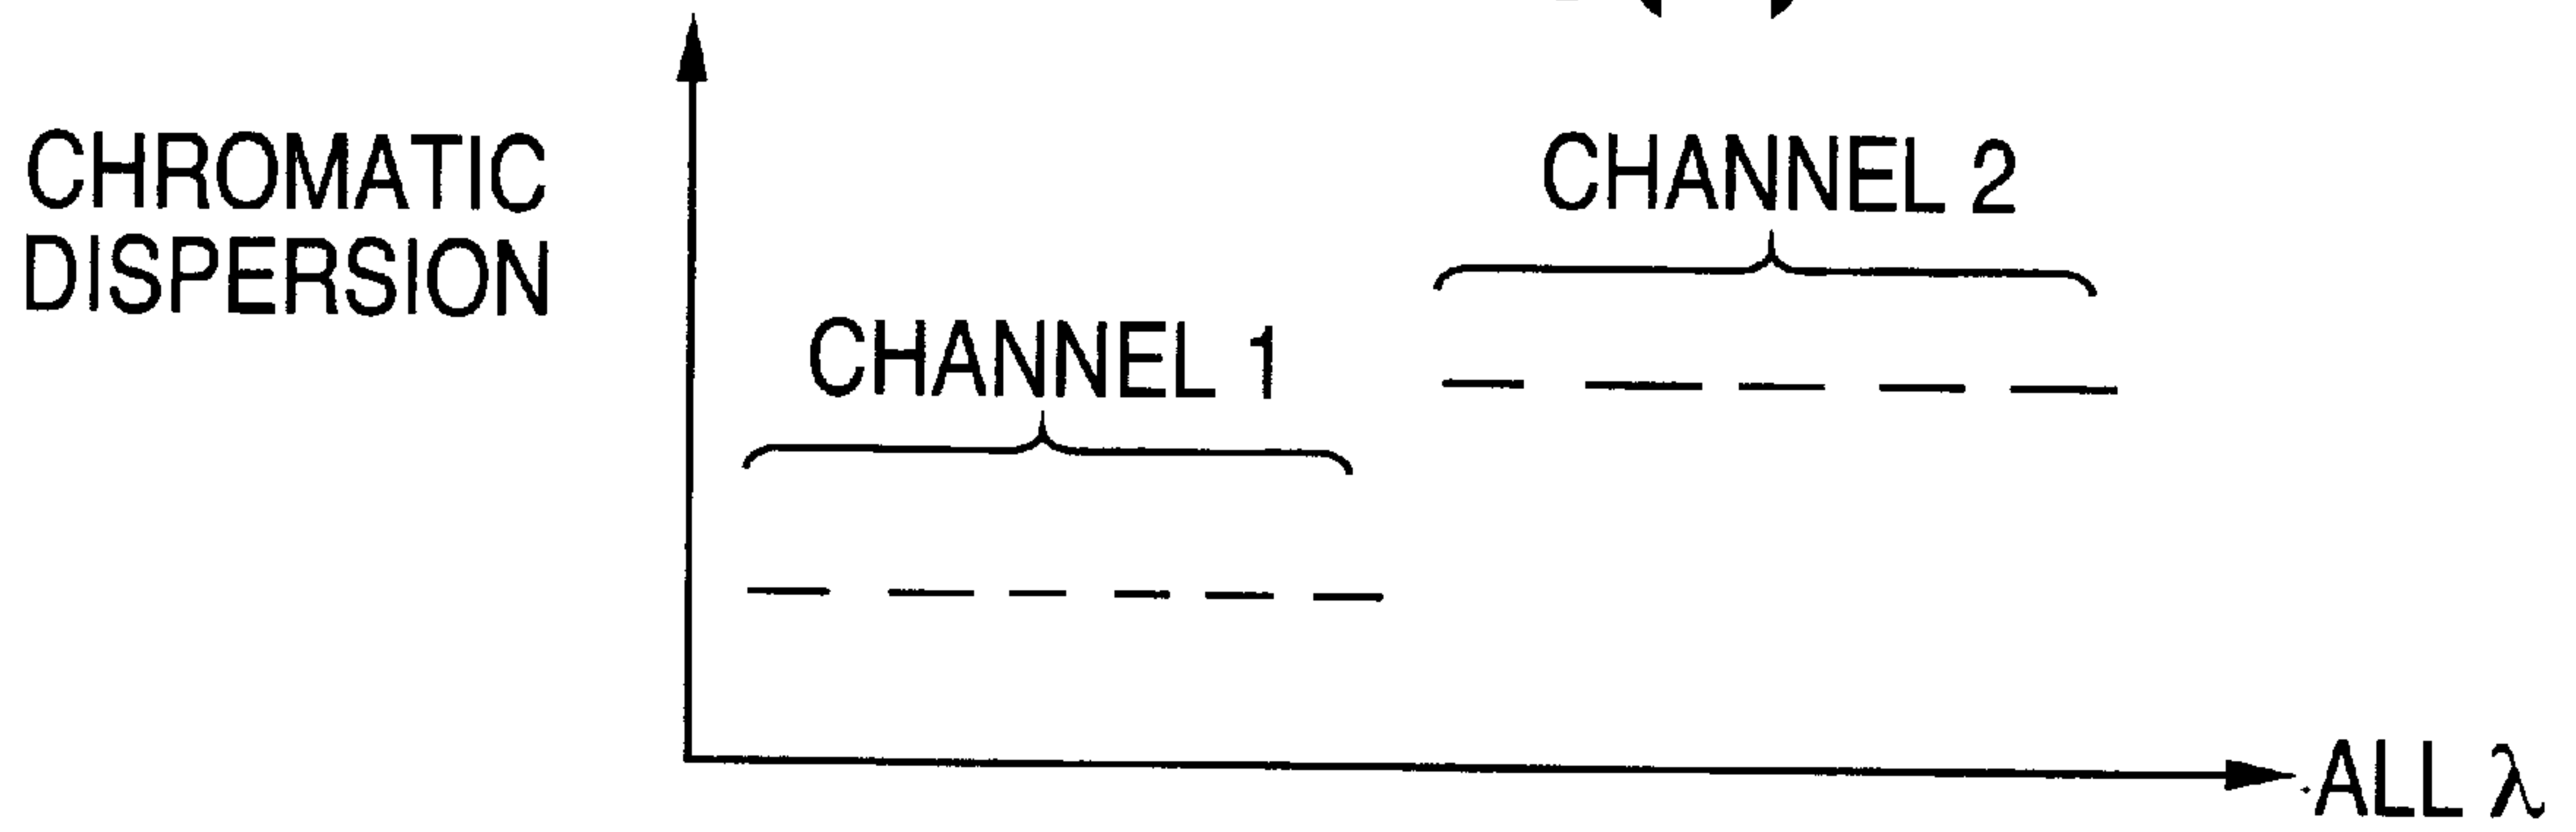 CHROMATIC
DISPERSION
CHANNEL 1
CHANNEL 2
ALL λ